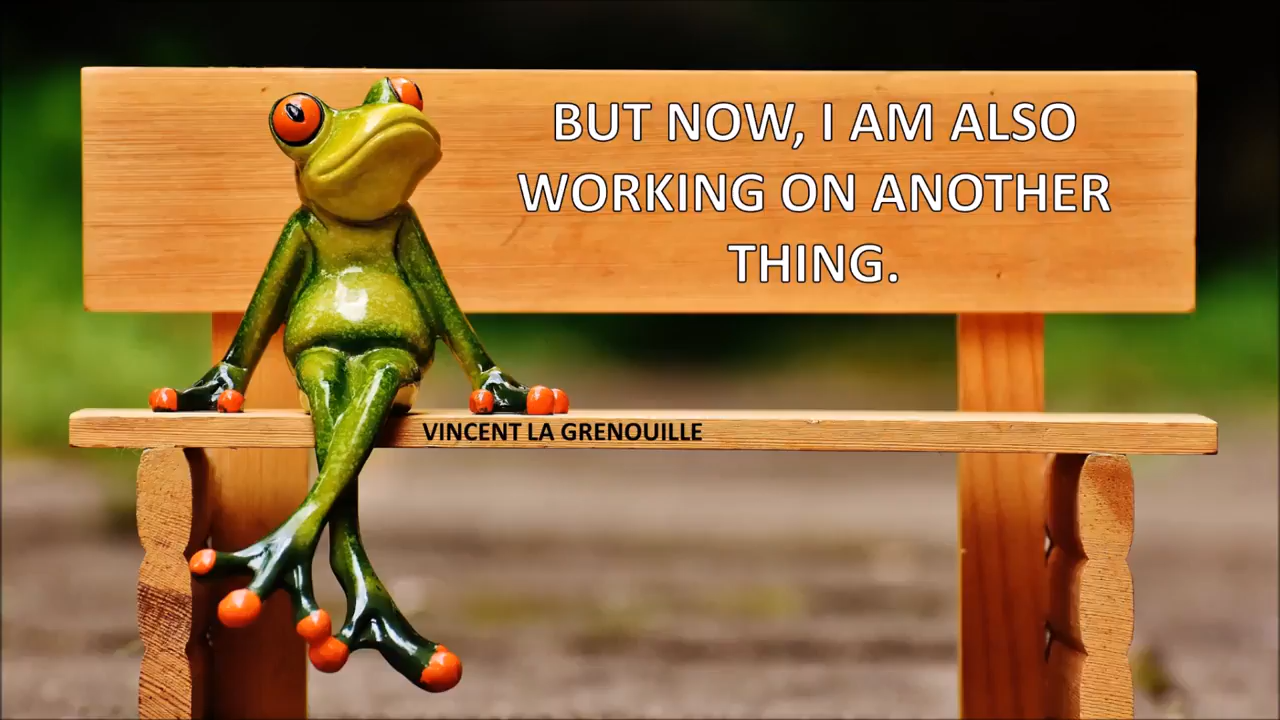 BUT NOW, I AM ALSO
WORKING ON ANOTHER
THING.
VINCENT LA GRENOUILLE